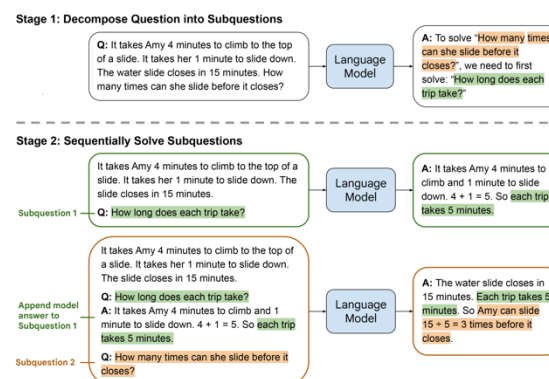 Stage 1: Decompose Question into Subquestions
Q: It takes Amy 4 minutes to climb to the top
of a slide. It takes her 1 minute to slide down.
The water slide closes in 15 minutes. How
many times can she slide before it closes?
Language
Model
A: To solve “How many times
can she slide before it
closes?”, we need to first
solve: “How long does each
trip take?”
Stage 2: Sequentially Solve Subquestions
It takes Amy 4 minutes to climb to the top of a
slide. It takes her 1 minute to slide down. The
slide closes in 15 minutes.
Subquestion 1
Q: How long does each trip take?
Language
Model
A: It takes Amy 4 minutes to
climb and 1 minute to slide
down. 4 + 1 = 5. So each trip
takes 5 minutes.
It takes Amy 4 minutes to climb to the top of
a slide. It takes her 1 minute to slide down.
The slide closes in 15 minutes.
Append model
answer to
Subquestion 1
Q: How long does each trip take?
A: It takes Amy 4 minutes to climb and 1
minute to slide down. 4 + 1 = 5. So each trip
takes 5 minutes.
Subquestion 2
Q: How many times can she slide before it
closes?
Language
Model
A: The water slide closes in
15 minutes. Each trip takes 5
minutes. So Amy can slide
15 ÷ 5 = 3 times before it
closes.